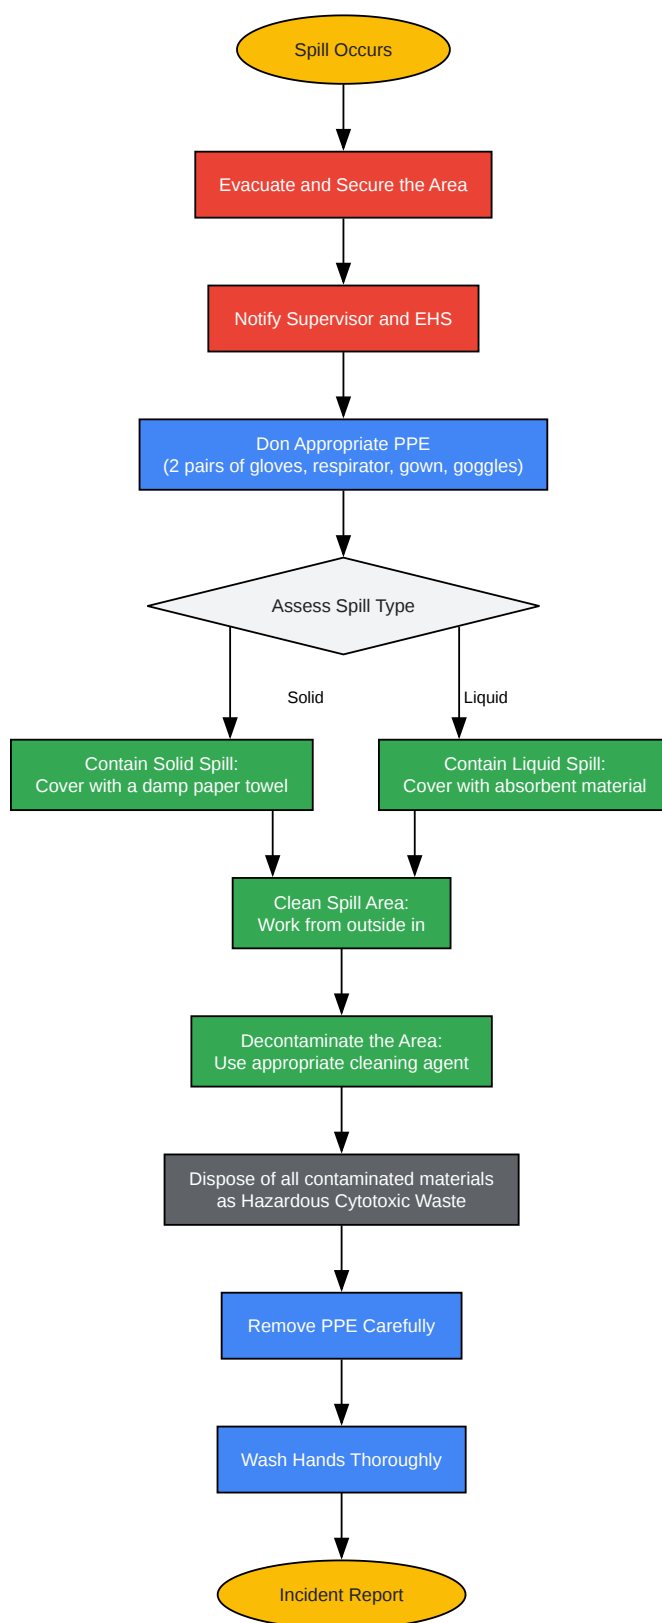 Spill Occurs
Evacuate and Secure the Area
Notify Supervisor and EHS
Don Appropriate PPE
(2 pairs of gloves, respirator, gown, goggles)
Assess Spill Type
Solid
Liquid
Contain Solid Spill:
Cover with a damp paper towel
Contain Liquid Spill:
Cover with absorbent material
Clean Spill Area:
Work from outside in
Decontaminate the Area:
Use appropriate cleaning agent
Dispose of all contaminated materials
as Hazardous Cytotoxic Waste
Remove PPE Carefully
Wash Hands Thoroughly
Incident Report